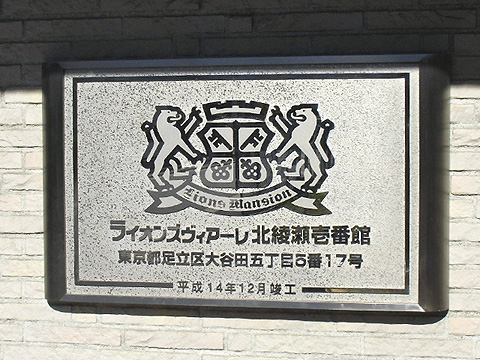 Lions Mansion
ライオンズヴィアーレ北綾瀬壱番館
東京都足立区大谷田五丁目5番17号
平成14年12月竣工